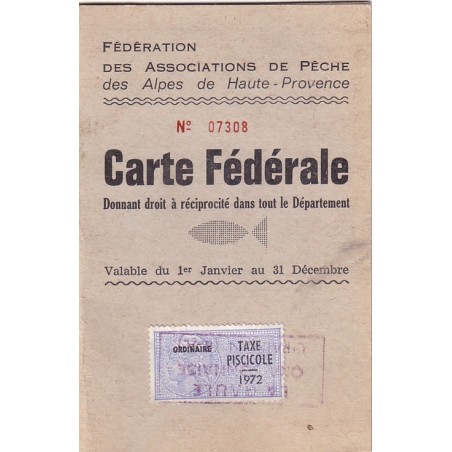 FÉDÉRATION
DES ASSOCIATIONS DE PÊCHE
des Alpes de Haute-Provence
Nº 07308
Carte Fédérale
Donnant droit à réciprocité dans tout le Département
Valable du 1er Janvier au 31 Décembre
ORDINAIRE
TAXE
PISCICOLE
1972